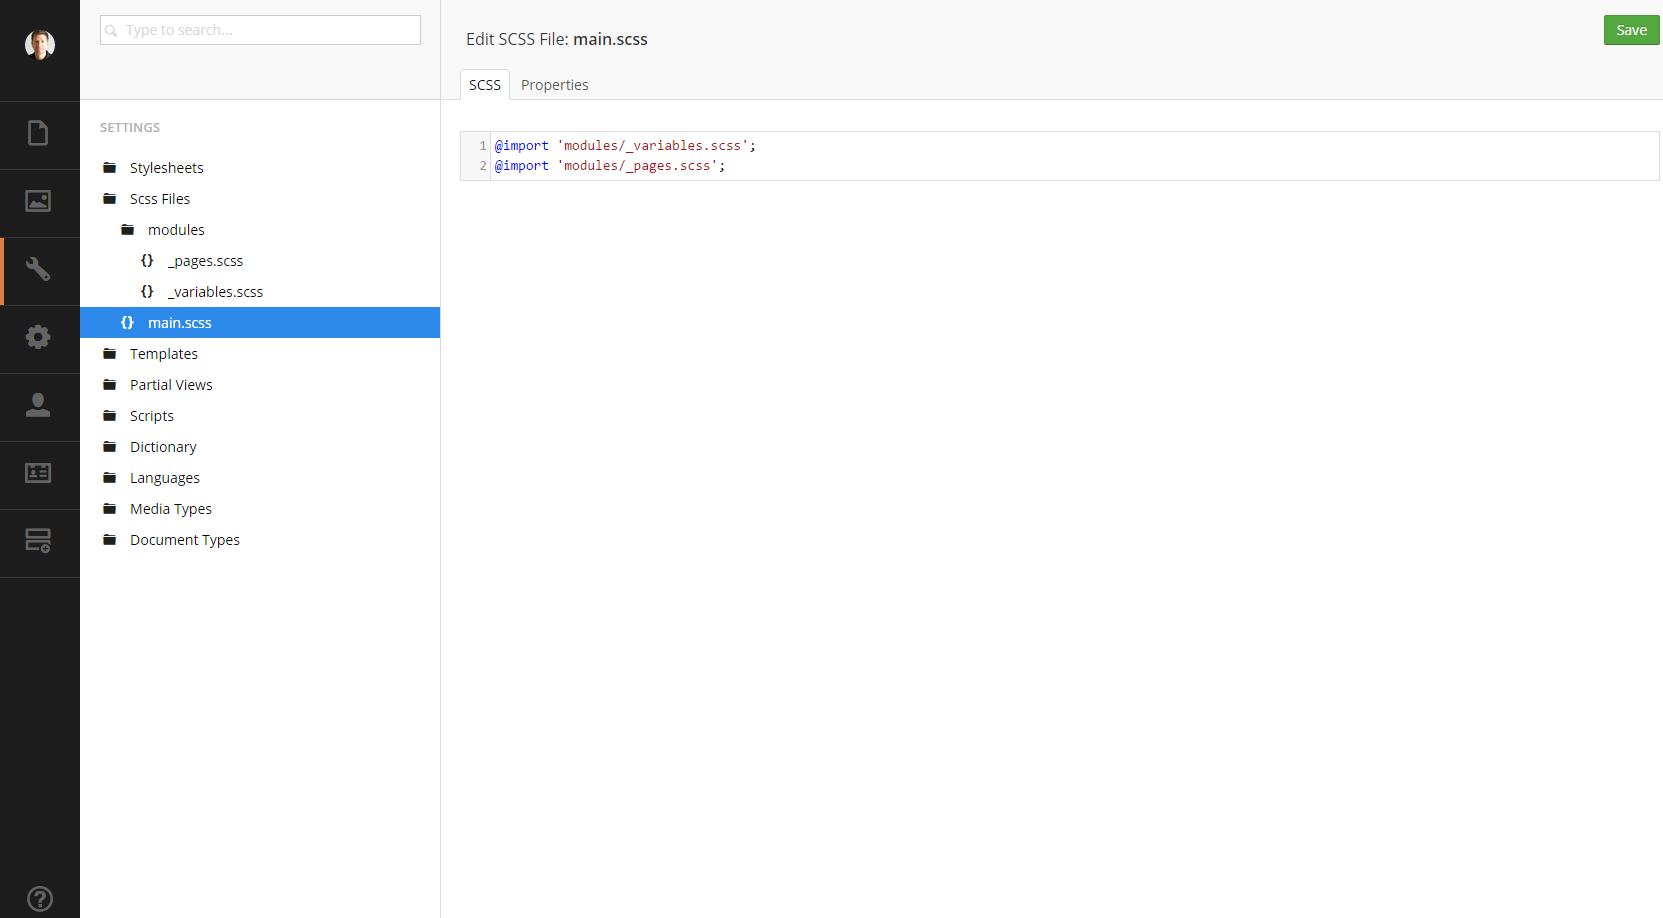 Type to search...
Edit SCSS File: main.scss
Save
SCSS
Properties
SETTINGS
Stylesheets
Scss Files
modules
{} _pages.scss
{} _variables.scss
{} main.scss
Templates
Partial Views
Scripts
Dictionary
Languages
Media Types
Document Types
1 @import 'modules/_variables.scss';
2 @import 'modules/_pages.scss';
?